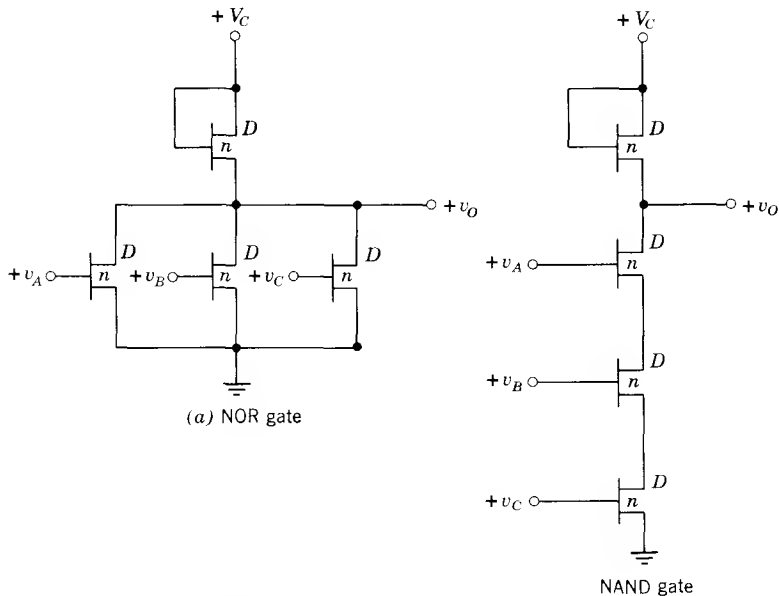 + V_C
D
n
+ v_O
D
n
+ v_A
D
n
+ v_B
D
n
+ v_C
(a) NOR gate
+ V_C
D
n
+ v_O
D
n
+ v_A
D
n
+ v_B
D
n
+ v_C
NAND gate